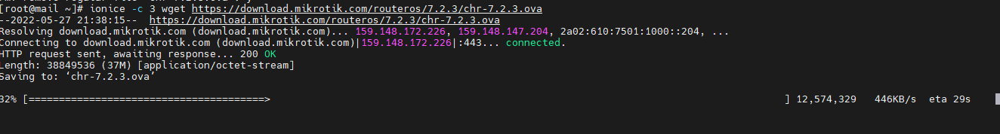 [root@mail ~]# ionice -c 3 wget https://download.mikrotik.com/routeros/7.2.3/chr-7.2.3.ova
--2022-05-27 21:38:15--  https://download.mikrotik.com/routeros/7.2.3/chr-7.2.3.ova
Resolving download.mikrotik.com (download.mikrotik.com)... 159.148.172.226, 159.148.147.204, 2a02:610:7501:1000::204, ...
Connecting to download.mikrotik.com (download.mikrotik.com)|159.148.172.226|:443... connected.
HTTP request sent, awaiting response... 200 OK
Length: 38849536 (37M) [application/octet-stream]
Saving to: ‘chr-7.2.3.ova’
32% [=======================================> ] 12,574,329 446KB/s eta 29s